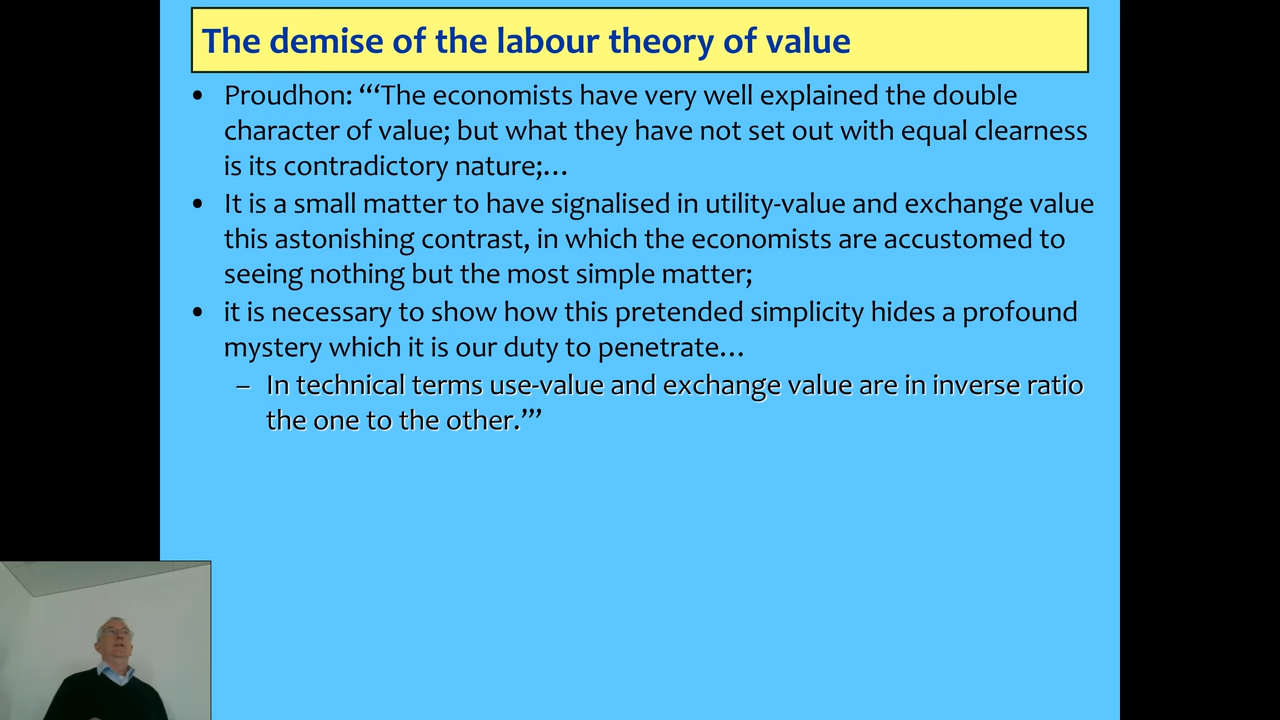 The demise of the labour theory of value
• Proudhon: “‘The economists have very well explained the double
character of value; but what they have not set out with equal clearness
is its contradictory nature;…
• It is a small matter to have signalised in utility-value and exchange value
this astonishing contrast, in which the economists are accustomed to
seeing nothing but the most simple matter;
• it is necessary to show how this pretended simplicity hides a profound
mystery which it is our duty to penetrate…
– In technical terms use-value and exchange value are in inverse ratio
the one to the other.’”